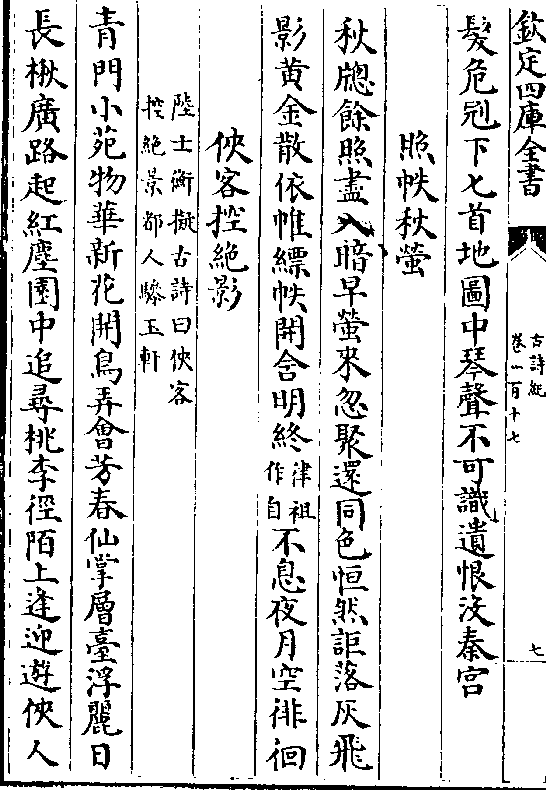 欽定四庫全書
古詩紀
卷一百十七
七
髮危冠下匕首地圖中琴聲不可識遺恨沒秦宮
照帙秋螢
秋牕餘照盡入暗早螢來忽聚還同色恒然詎落灰飛
影黃金散依帷縹帙開含明終律祖作自不息夜月空徘徊
俠客控絕影
陸士衡擬古詩曰俠客
控絶景都人驂玉軒
青門小苑物華新花開鳥弄會芳春仙掌層臺浮麗日
長楸廣路起紅塵園中追尋桃李徑陌上逢迎遊俠人